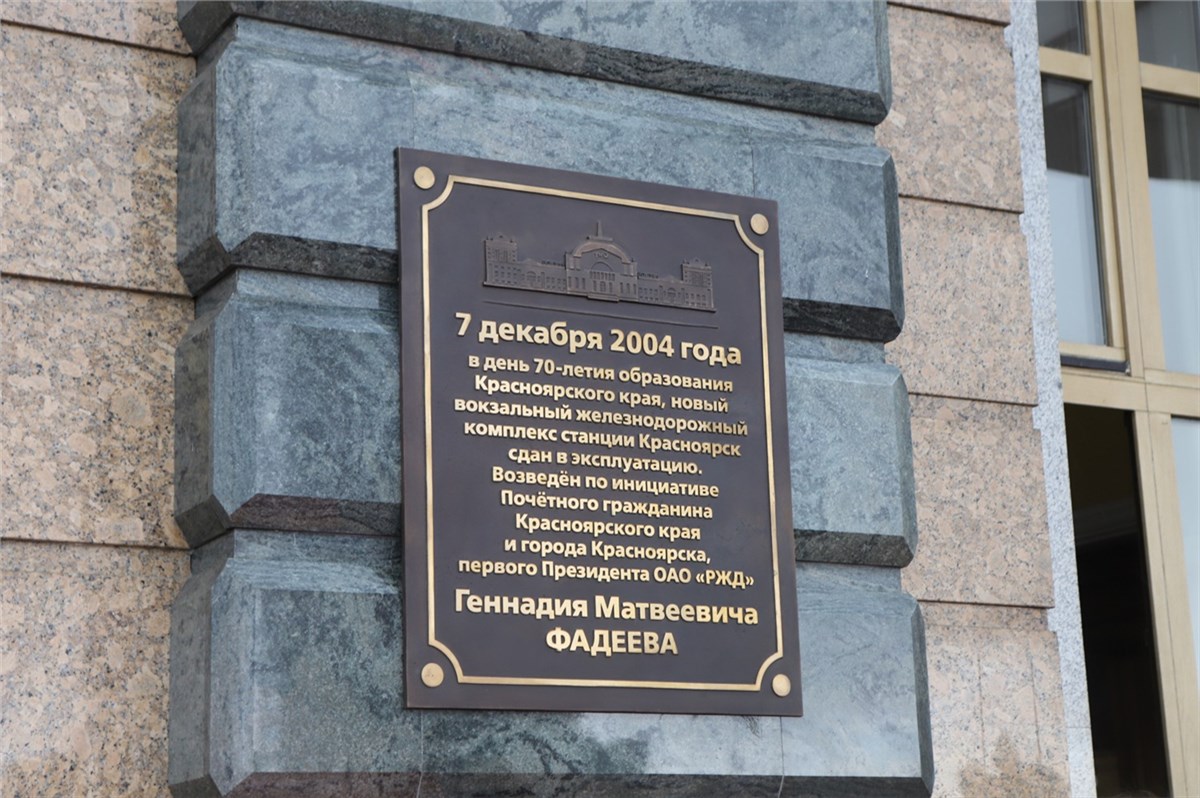 7 декабря 2004 года
в день 70-летия образования
Красноярского края, новый
вокзальный железнодорожный
комплекс станции Красноярск
сдан в эксплуатацию.
Возведён по инициативе
Почётного гражданина
Красноярского края
и города Красноярска,
первого Президента ОАО «РЖД»
Геннадия Матвеевича
ФАДЕЕВА